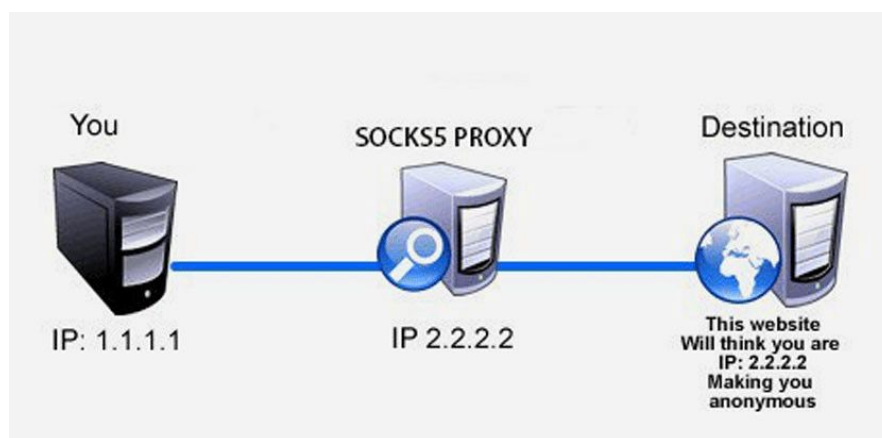 You
SOCKS5 PROXY
Destination
IP: 1.1.1.1
IP 2.2.2.2
This website
Will think you are
IP: 2.2.2.2
Making you
anonymous